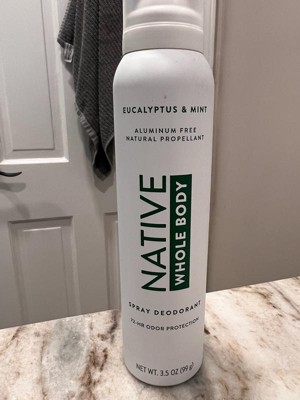 EUCALYPTUS & MINT
ALUMINUM FREE
NATURAL PROPELLANT
NATIVE
WHOLE BODY
SPRAY DEODORANT
72-HR ODOR PROTECTION
NET WT. 3.5 OZ (99 g)